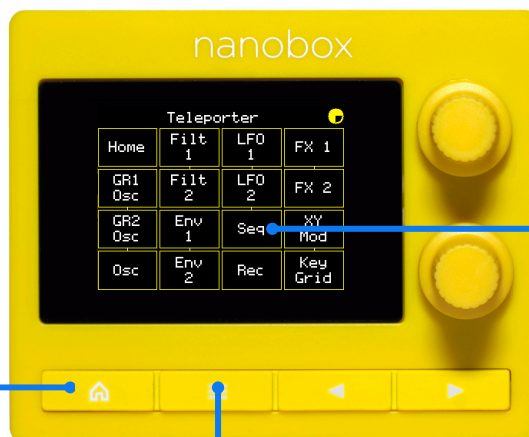 nanobox
Teleporter
Home Filt 1 LFO 1 FX 1
GR1 Osc Filt 2 LFO 2 FX 2
GR2 Osc Env 1 Seq XY Mod
Osc Env 2 Rec Key Grid